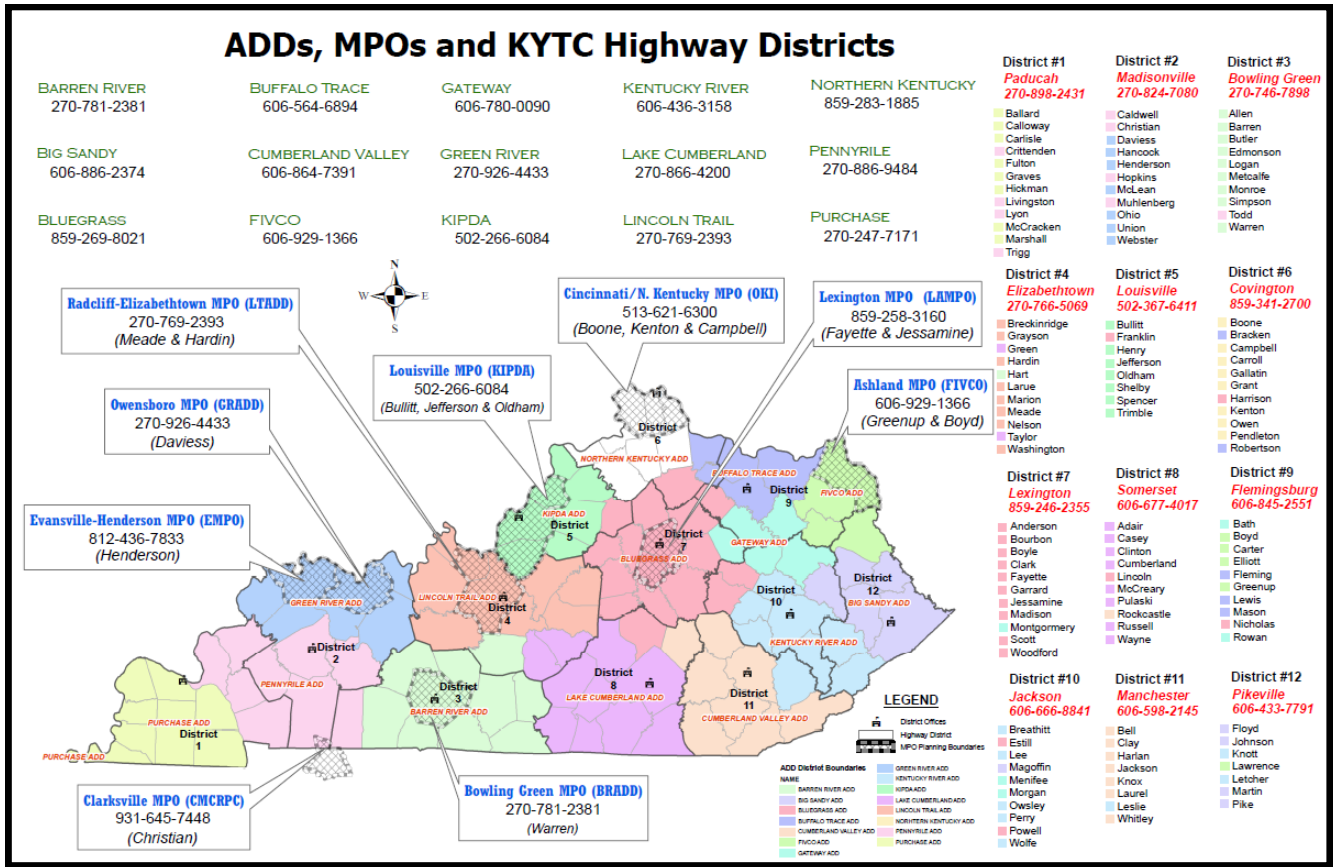 ADDs, MPOs and KYTC Highway Districts
BARREN RIVER
270-781-2381
BUFFALO TRACE
606-564-6894
GATEWAY
606-780-0090
KENTUCKY RIVER
606-436-3158
NORTHERN KENTUCKY
859-283-1885
BIG SANDY
606-886-2374
CUMBERLAND VALLEY
606-864-7391
GREEN RIVER
270-926-4433
LAKE CUMBERLAND
270-866-4200
PENNYRILE
270-886-9484
BLUEGRASS
859-269-8021
FIVCO
606-929-1366
KIPDA
502-266-6084
LINCOLN TRAIL
270-769-2393
PURCHASE
270-247-7171
N
W
E
S
Radcliff-Elizabethtown MPO (LTADD)
270-769-2393
(Meade & Hardin)
Cincinnati/N. Kentucky MPO (OKI)
513-621-6300
(Boone, Kenton & Campbell)
Lexington MPO (LAMPO)
859-258-3160
(Fayette & Jessamine)
Louisville MPO (KIPDA)
502-266-6084
(Bullitt, Jefferson & Oldham)
Ashland MPO (FIVCO)
606-929-1366
(Greenup & Boyd)
Owensboro MPO (GRADD)
270-926-4433
(Daviess)
Evansville-Henderson MPO (EMPO)
812-436-7833
(Henderson)
Clarksville MPO (CMCRPC)
931-645-7448
(Christian)
Bowling Green MPO (BRADD)
270-781-2381
(Warren)
District
6
NORTHERN KENTUCKY ADD
BUFFALO TRACE ADD
District
9
FIVCO ADD
KIPDA ADD
District
5
District
7
BLUEGRASS ADD
GATEWAY ADD
District
12
BIG SANDY ADD
District
10
KENTUCKY RIVER ADD
GREEN RIVER ADD
LINCOLN TRAIL ADD
District
4
District
2
PENNYRILE ADD
District
3
BARREN RIVER ADD
District
8
LAKE CUMBERLAND ADD
District
11
CUMBERLAND VALLEY ADD
PURCHASE ADD
District
1
PURCHASE ADD
LEGEND
District Offices
Highway District
MPO Planning Boundaries
ADD District Boundaries
NAME
BARREN RIVER ADD
BIG SANDY ADD
BLUEGRASS ADD
BUFFALO TRACE ADD
CUMBERLAND VALLEY ADD
FIVCO ADD
GATEWAY ADD
GREEN RIVER ADD
KENTUCKY RIVER ADD
KIPDA ADD
LAKE CUMBERLAND ADD
LINCOLN TRAIL ADD
NORHTERN KENTUCKY ADD
PENNYRILE ADD
PURCHASE ADD
District #1
Paducah
270-898-2431
Ballard
Calloway
Carlisle
Crittenden
Fulton
Graves
Hickman
Livingston
Lyon
McCracken
Marshall
Trigg
District #2
Madisonville
270-824-7080
Caldwell
Christian
Daviess
Hancock
Henderson
Hopkins
McLean
Muhlenberg
Ohio
Union
Webster
District #3
Bowling Green
270-746-7898
Allen
Barren
Butler
Edmonson
Logan
Metcalfe
Monroe
Simpson
Todd
Warren
District #4
Elizabethtown
270-766-5069
Breckinridge
Grayson
Green
Hardin
Hart
Larue
Marion
Meade
Nelson
Taylor
Washington
District #5
Louisville
502-367-6411
Bullitt
Franklin
Henry
Jefferson
Oldham
Shelby
Spencer
Trimble
District #6
Covington
859-341-2700
Boone
Bracken
Campbell
Carroll
Gallatin
Grant
Harrison
Kenton
Owen
Pendleton
Robertson
District #7
Lexington
859-246-2355
Anderson
Bourbon
Boyle
Clark
Fayette
Garrard
Jessamine
Madison
Montgomery
Scott
Woodford
District #8
Somerset
606-677-4017
Adair
Casey
Clinton
Cumberland
Lincoln
McCreary
Pulaski
Rockcastle
Russell
Wayne
District #9
Flemingsburg
606-845-2551
Bath
Boyd
Carter
Elliott
Fleming
Greenup
Lewis
Mason
Nicholas
Rowan
District #10
Jackson
606-666-8841
Breathitt
Estill
Lee
Magoffin
Menifee
Morgan
Owsley
Perry
Powell
Wolfe
District #11
Manchester
606-598-2145
Bell
Clay
Harlan
Jackson
Knox
Laurel
Leslie
Whitley
District #12
Pikeville
606-433-7791
Floyd
Johnson
Knott
Lawrence
Letcher
Martin
Pike